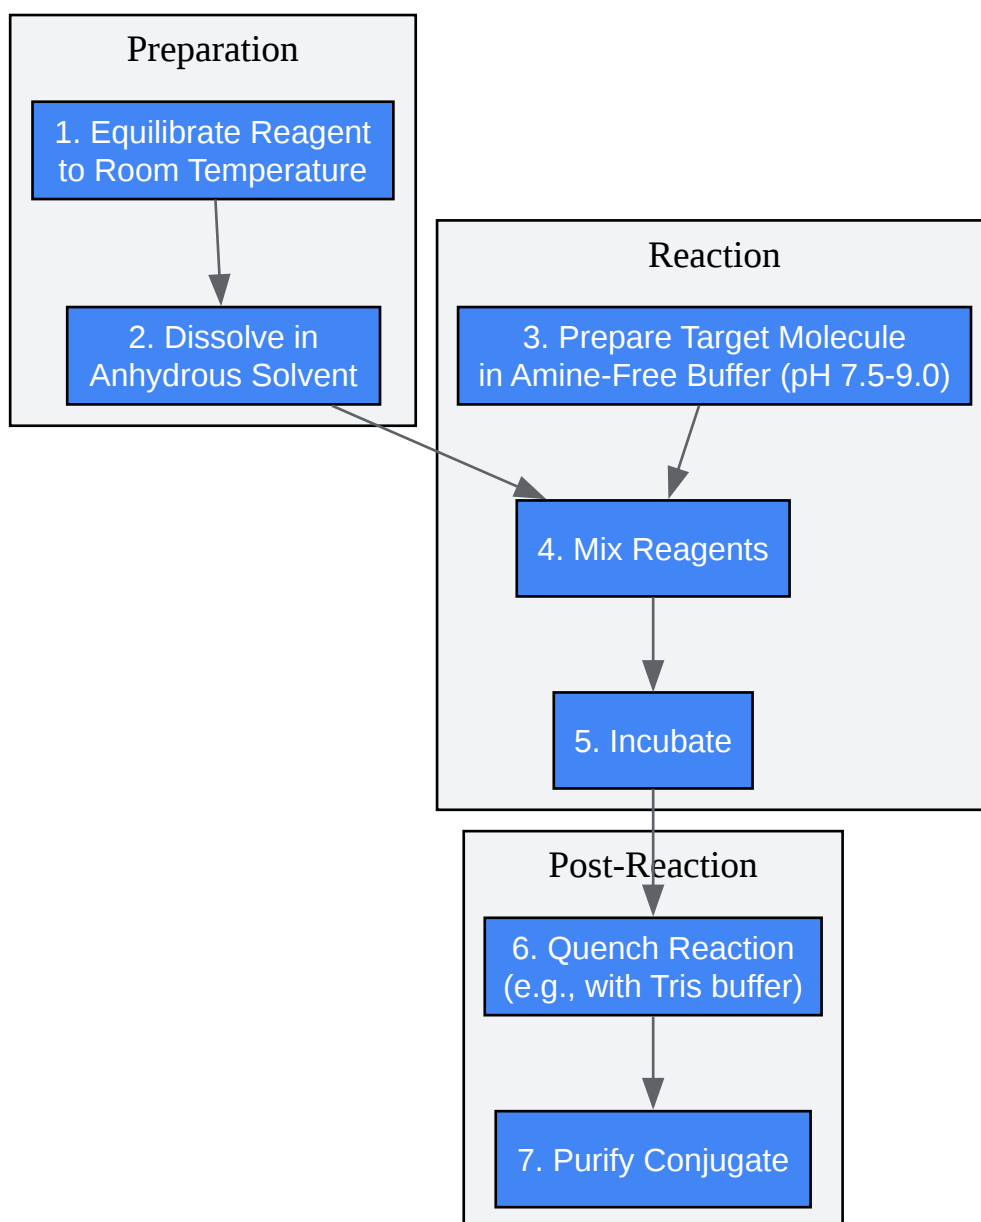 Preparation
1. Equilibrate Reagent
to Room Temperature
2. Dissolve in
Anhydrous Solvent
Reaction
3. Prepare Target Molecule
in Amine-Free Buffer (pH 7.5-9.0)
4. Mix Reagents
5. Incubate
Post-Reaction
6. Quench Reaction
(e.g., with Tris buffer)
7. Purify Conjugate